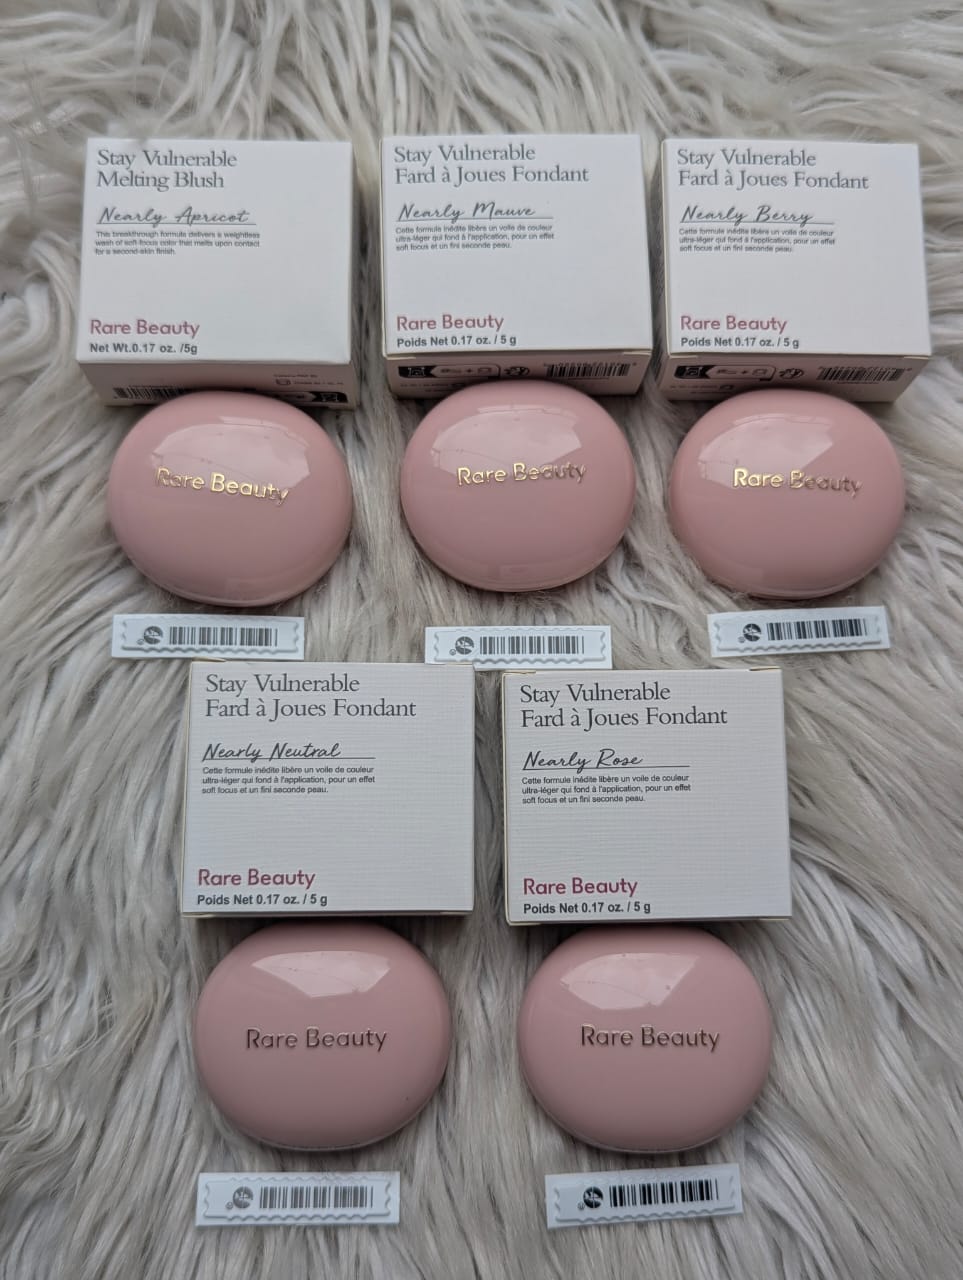 Stay Vulnerable
Melting Blush
Nearly Apricot
This breakthrough formula delivers a weightless
wash of soft-focus color that melts upon contact
for a second-skin finish.
Rare Beauty
Net Wt.0.17 oz. /5g
Stay Vulnerable
Fard à Joues Fondant
Nearly Mauve
Cette formule inédite libère un voile de couleur
ultra-léger qui fond à l'application, pour un effet
soft focus et un fini seconde peau.
Rare Beauty
Poids Net 0.17 oz. / 5 g
Stay Vulnerable
Fard à Joues Fondant
Nearly Berry
Cette formule inédite libère un voile de couleur
ultra-léger qui fond à l'application, pour un effet
soft focus et un fini seconde peau.
Rare Beauty
Poids Net 0.17 oz. / 5 g
Rare Beauty
Rare Beauty
Rare Beauty
Stay Vulnerable
Fard à Joues Fondant
Nearly Neutral
Cette formule inédite libère un voile de couleur
ultra-léger qui fond à l'application, pour un effet
soft focus et un fini seconde peau.
Rare Beauty
Poids Net 0.17 oz. / 5 g
Stay Vulnerable
Fard à Joues Fondant
Nearly Rose
Cette formule inédite libère un voile de couleur
ultra-léger qui fond à l'application, pour un effet
soft focus et un fini seconde peau.
Rare Beauty
Poids Net 0.17 oz. / 5 g
Rare Beauty
Rare Beauty